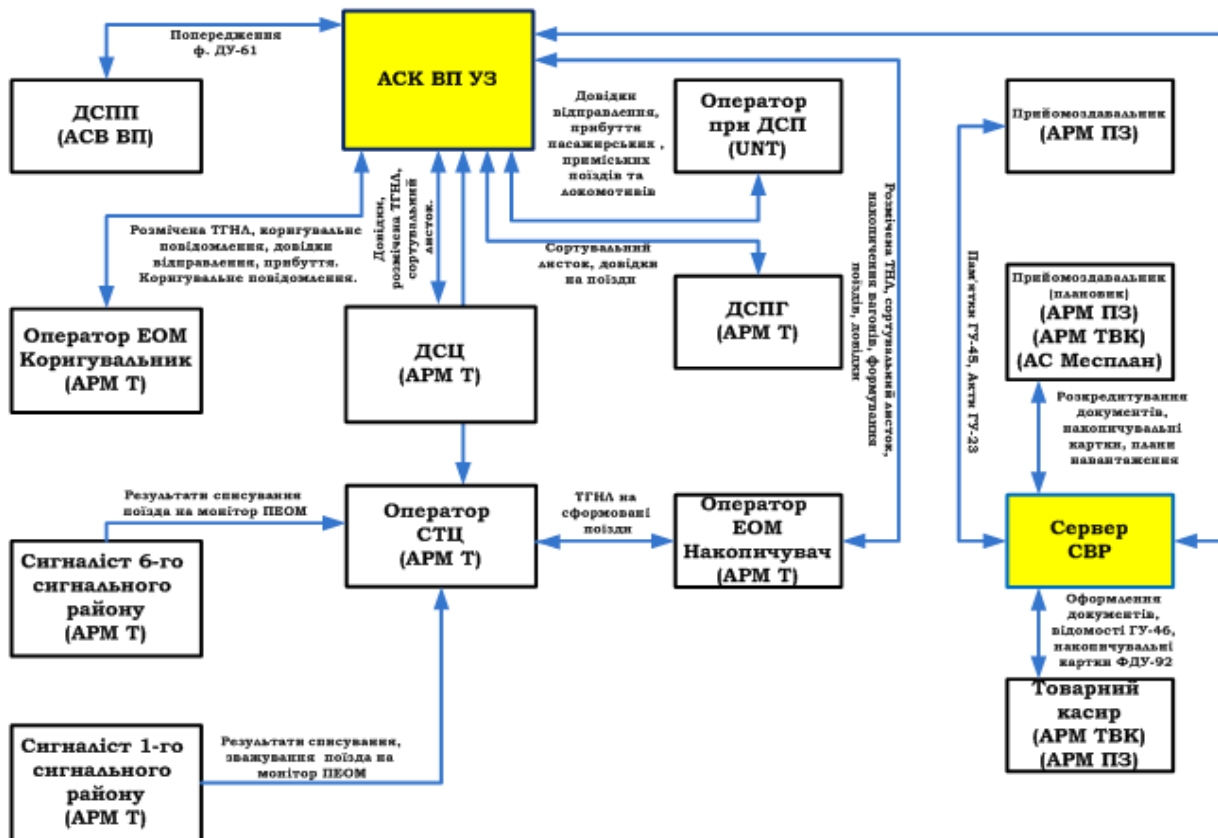 Попередження
ф. ДУ-61
АСК ВП УЗ
ДСПП
(АСВ ВП)
Довідки
відправлення,
прибуття
пасажирських ,
приміських
поїздів та
локомотивів
Оператор
при ДСП
(UNT)
Прийомоздавальник
(АРМ ПЗ)
Розмічена ТГНЛ, коригувальне
повідомлення, довідки
відправлення, прибуття.
Коригувальне повідомлення.
Довідки,
розмічена ТГНЛ,
сортувальний
листок.
Сортувальний
листок, довідки
на поїзди
Розмічена ТНЛ, сортувальний листок,
накопичення вагонів, формування
поїздів, довідки
Пам'ятки ГУ-45, Акти ГУ-23
Прийомоздавальник
(плановик)
(АРМ ПЗ)
(АРМ ТВК)
(АС Месплан)
Оператор ЕОМ
Коригувальник
(АРМ Т)
ДСЦ
(АРМ Т)
ДСПГ
(АРМ Т)
Розкредитування
документів,
накопичувальні
картки, плани
навантаження
Результати списування
поїзда на монітор ПЕОМ
Сигналіст 6-го
сигнального
району
(АРМ Т)
Оператор
СТЦ
(АРМ Т)
ТГНЛ на
сформовані
поїзди
Оператор
ЕОМ
Накопичувач
(АРМ Т)
Сервер
СВР
Оформлення
документів,
відомості ГУ-46,
накопичувальні
картки ФДУ-92
Товарний
касир
(АРМ ТВК)
(АРМ ПЗ)
Сигналіст 1-го
сигнального
району
(АРМ Т)
Результати списування,
зважування поїзда на
монітор ПЕОМ